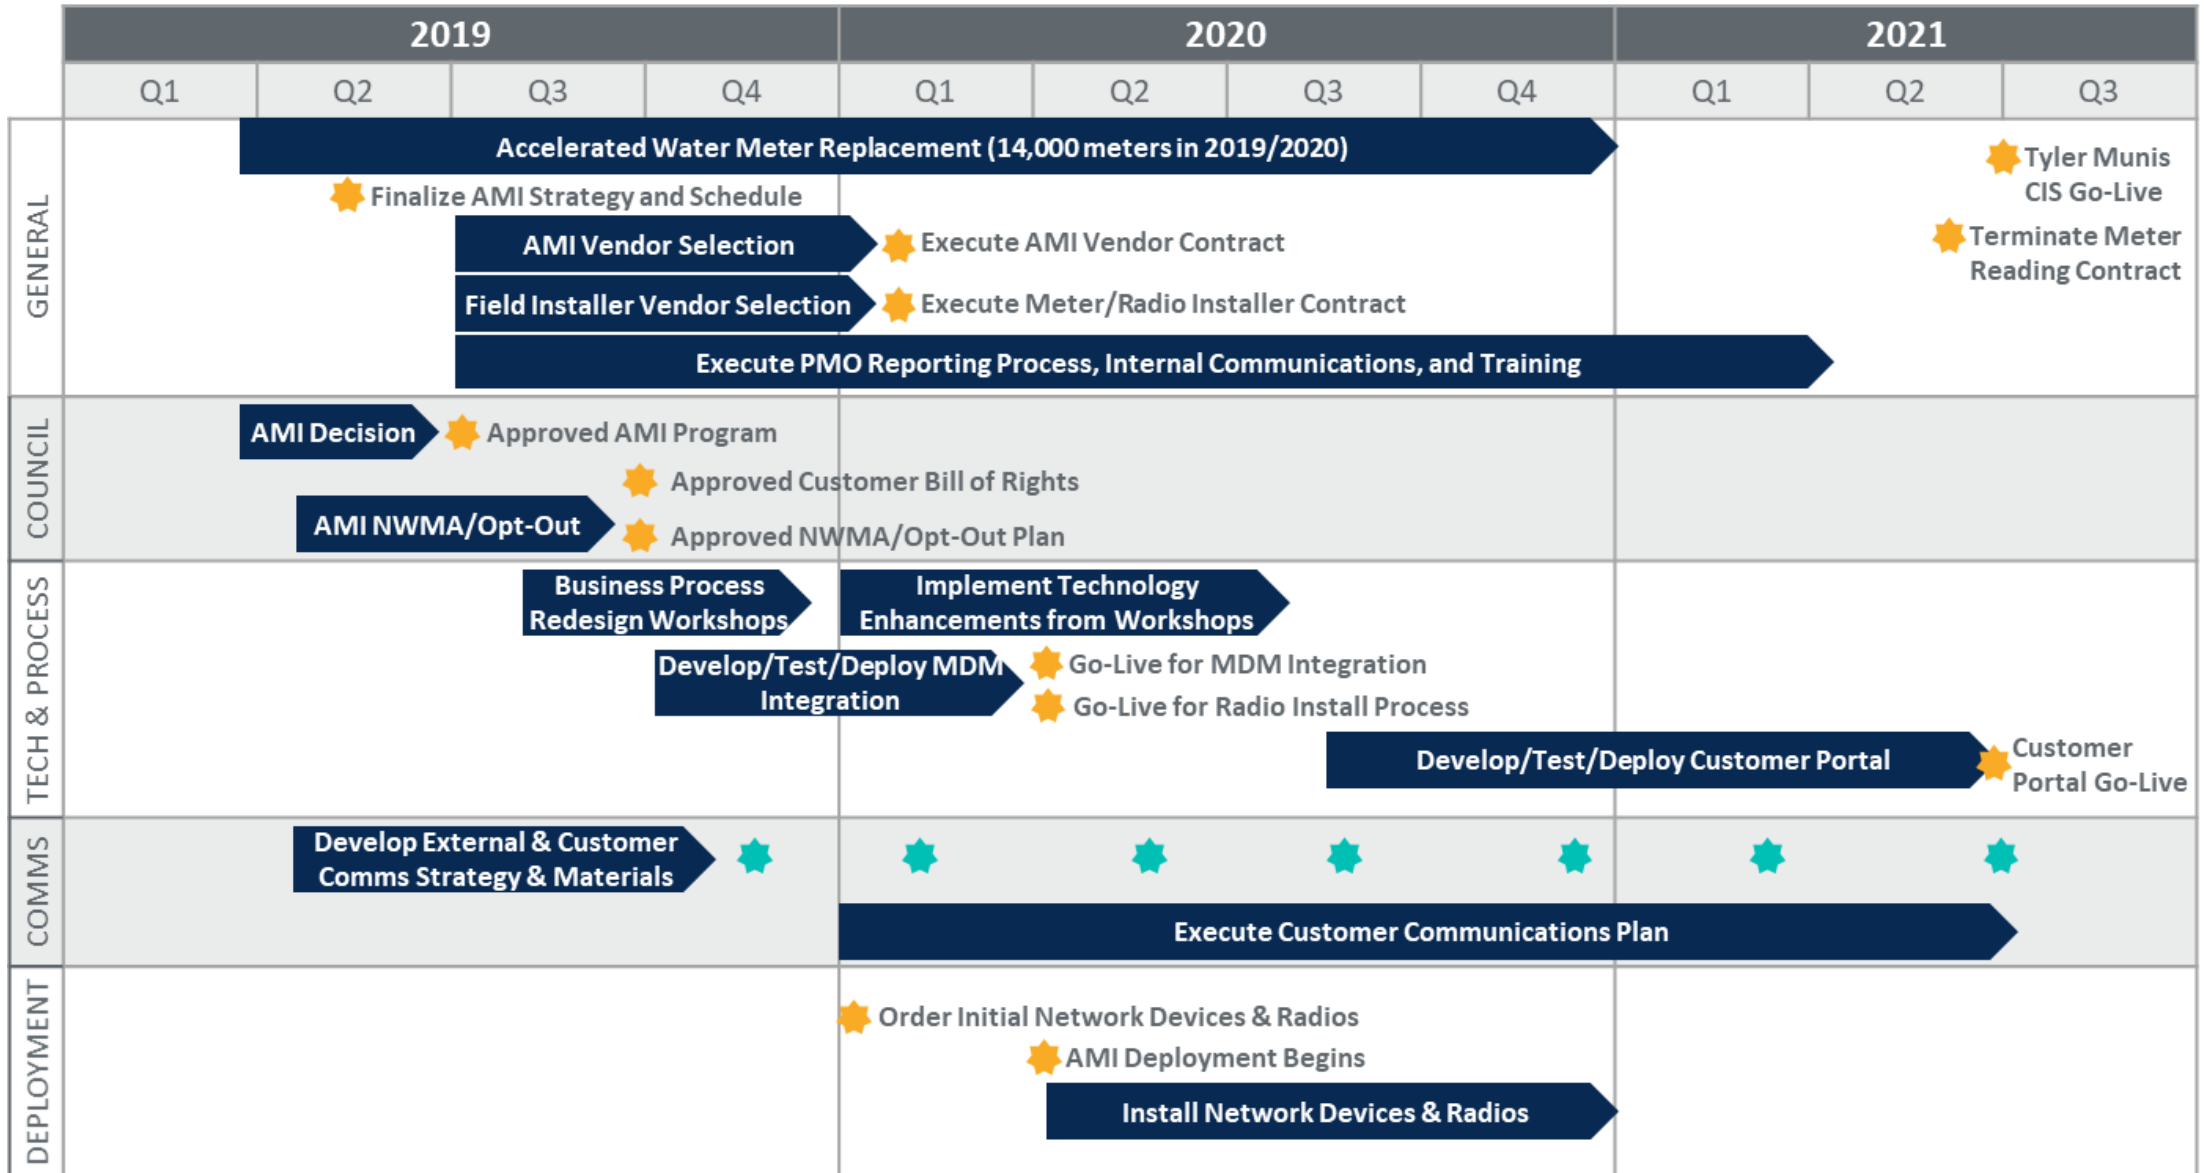 2019 2020 2021
Q1 Q2 Q3 Q4 Q1 Q2 Q3 Q4 Q1 Q2 Q3
GENERAL
Accelerated Water Meter Replacement (14,000 meters in 2019/2020)
Tyler Munis
CIS Go-Live
Finalize AMI Strategy and Schedule
AMI Vendor Selection
Execute AMI Vendor Contract
Terminate Meter
Reading Contract
Field Installer Vendor Selection
Execute Meter/Radio Installer Contract
Execute PMO Reporting Process, Internal Communications, and Training
COUNCIL
AMI Decision
Approved AMI Program
Approved Customer Bill of Rights
AMI NWMA/Opt-Out
Approved NWMA/Opt-Out Plan
TECH & PROCESS
Business Process
Redesign Workshops
Implement Technology
Enhancements from Workshops
Develop/Test/Deploy MDM
Integration
Go-Live for MDM Integration
Go-Live for Radio Install Process
Develop/Test/Deploy Customer Portal
Customer
Portal Go-Live
COMMS
Develop External & Customer
Comms Strategy & Materials
Execute Customer Communications Plan
DEPLOYMENT
Order Initial Network Devices & Radios
AMI Deployment Begins
Install Network Devices & Radios